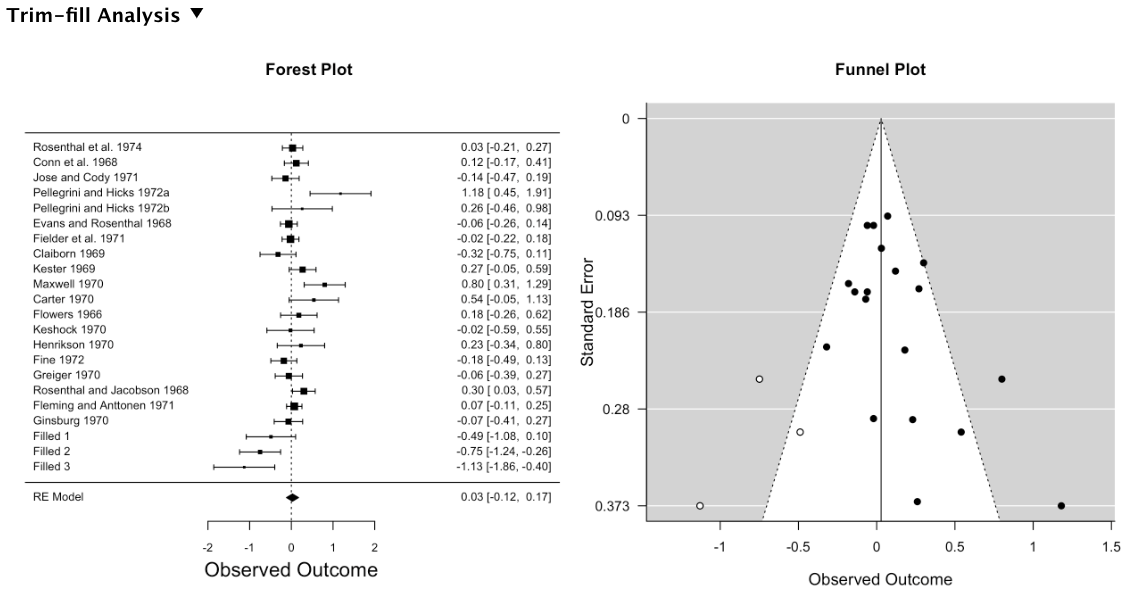 Trim-fill Analysis ▼
Forest Plot
Rosenthal et al. 1974 0.03 [-0.21, 0.27]
Conn et al. 1968 0.12 [-0.17, 0.41]
Jose and Cody 1971 -0.14 [-0.47, 0.19]
Pellegrini and Hicks 1972a 1.18 [ 0.45, 1.91]
Pellegrini and Hicks 1972b 0.26 [-0.46, 0.98]
Evans and Rosenthal 1968 -0.06 [-0.26, 0.14]
Fielder et al. 1971 -0.02 [-0.22, 0.18]
Claiborn 1969 -0.32 [-0.75, 0.11]
Kester 1969 0.27 [-0.05, 0.59]
Maxwell 1970 0.80 [ 0.31, 1.29]
Carter 1970 0.54 [-0.05, 1.13]
Flowers 1966 0.18 [-0.26, 0.62]
Keshock 1970 -0.02 [-0.59, 0.55]
Henrikson 1970 0.23 [-0.34, 0.80]
Fine 1972 -0.18 [-0.49, 0.13]
Greiger 1970 -0.06 [-0.39, 0.27]
Rosenthal and Jacobson 1968 0.30 [ 0.03, 0.57]
Fleming and Anttonen 1971 0.07 [-0.11, 0.25]
Ginsburg 1970 -0.07 [-0.41, 0.27]
Filled 1 -0.49 [-1.08, 0.10]
Filled 2 -0.75 [-1.24, -0.26]
Filled 3 -1.13 [-1.86, -0.40]
RE Model 0.03 [-0.12, 0.17]
-2 -1 0 1 2
Observed Outcome
Funnel Plot
Standard Error
0
0.093
0.186
0.28
0.373
-1 -0.5 0 0.5 1 1.5
Observed Outcome